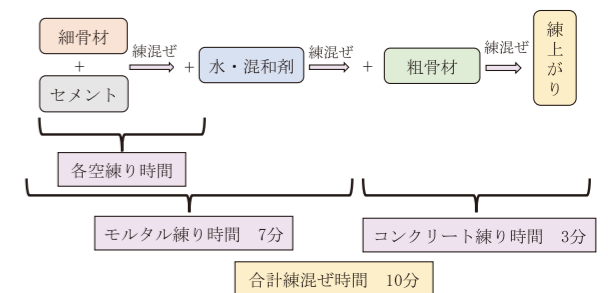 細骨材
+
セメント
練混ぜ
+
水・混和剤
練混ぜ
+
粗骨材
練混ぜ
練上がり
各空練り時間
モルタル練り時間　7分
コンクリート練り時間　3分
合計練混ぜ時間　10分